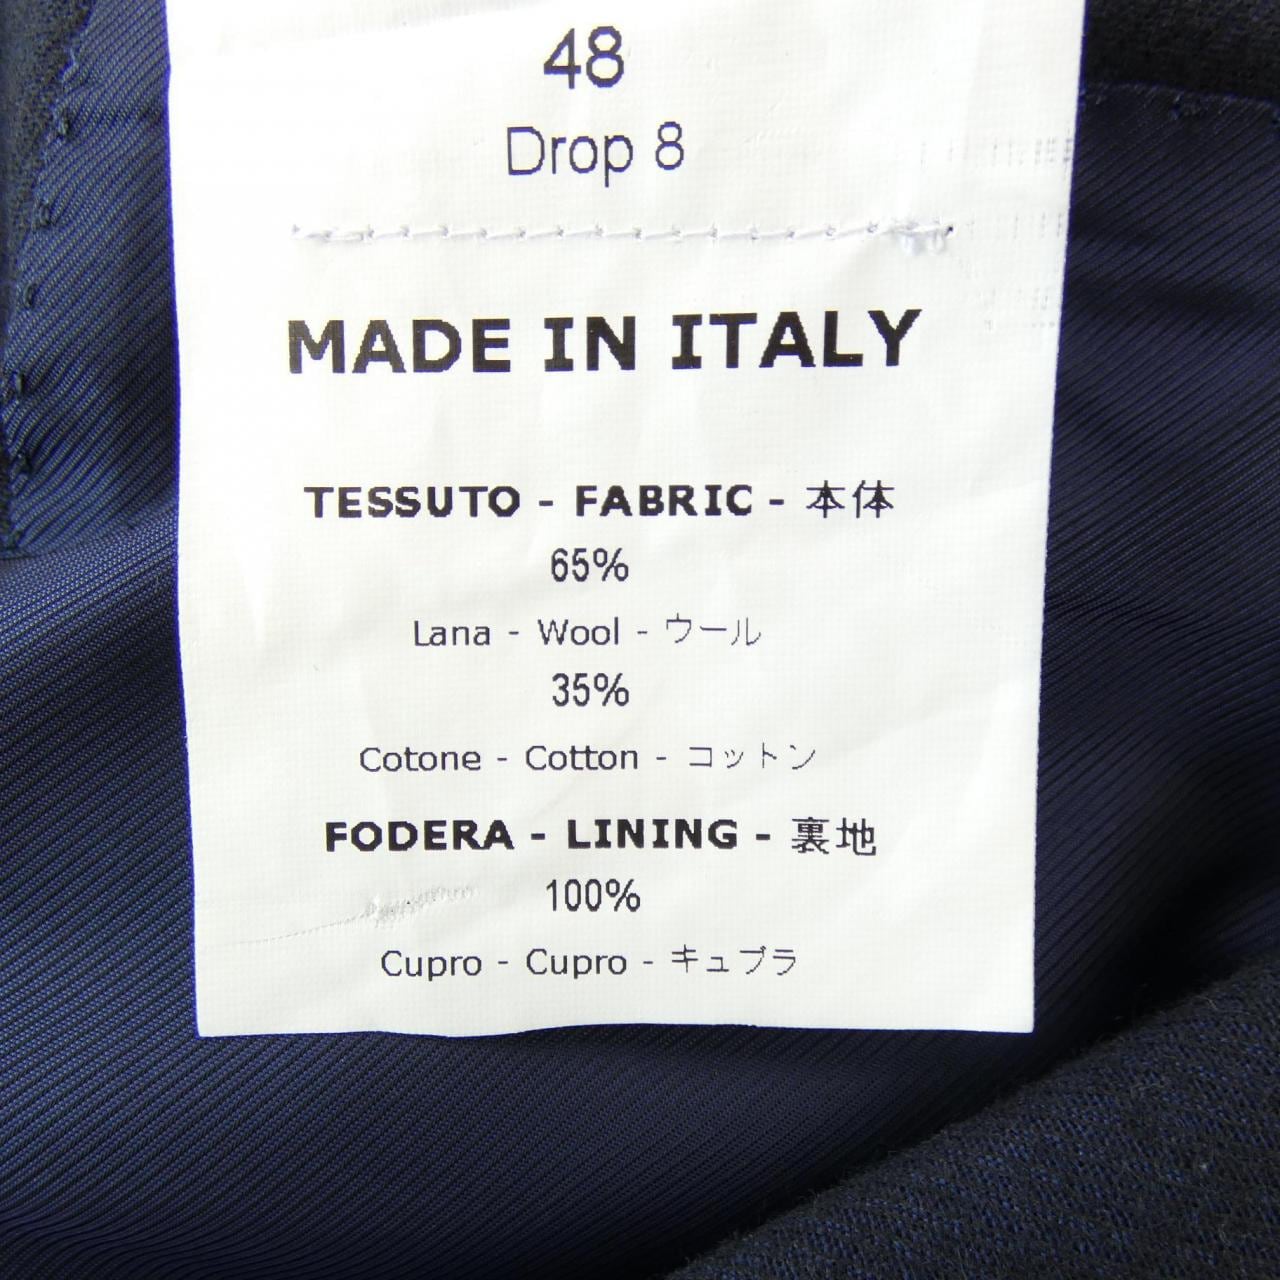 48
Drop 8
MADE IN ITALY
TESSUTO - FABRIC - 本体
65%
Lana - Wool - ウール
35%
Cotone - Cotton - コットン
FODERA - LINING - 裏地
100%
Cupro - Cupro - キュブラ